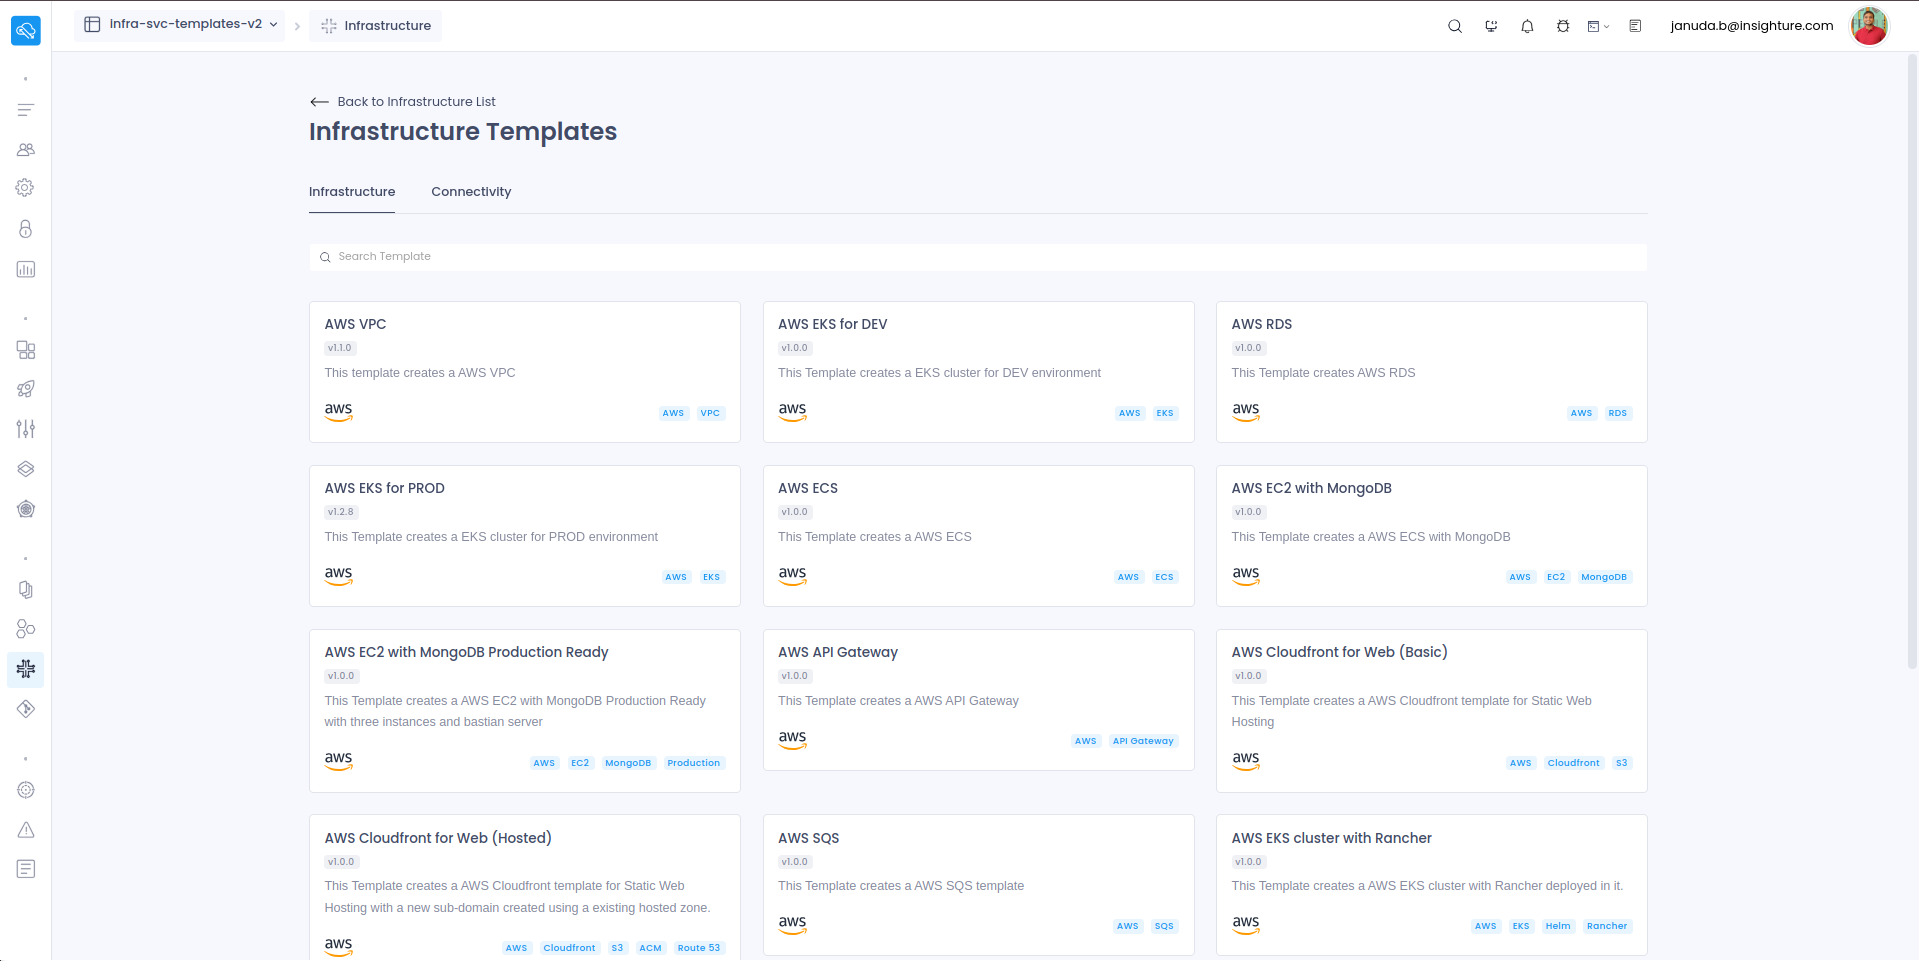 infra-svc-templates-v2
Infrastructure
januda.b@insighture.com
Back to Infrastructure List
Infrastructure Templates
Infrastructure
Connectivity
Search Template
AWS VPC
v1.1.0
This template creates a AWS VPC
aws
AWS VPC
AWS EKS for DEV
v1.0.0
This Template creates a EKS cluster for DEV environment
aws
AWS EKS
AWS RDS
v1.0.0
This Template creates AWS RDS
aws
AWS RDS
AWS EKS for PROD
v1.2.8
This Template creates a EKS cluster for PROD environment
aws
AWS EKS
AWS ECS
v1.0.0
This Template creates a AWS ECS
aws
AWS ECS
AWS EC2 with MongoDB
v1.0.0
This Template creates a AWS ECS with MongoDB
aws
AWS EC2 MongoDB
AWS EC2 with MongoDB Production Ready
v1.0.0
This Template creates a AWS EC2 with MongoDB Production Ready
with three instances and bastian server
aws
AWS EC2 MongoDB Production
AWS API Gateway
v1.0.0
This Template creates a AWS API Gateway
aws
AWS API Gateway
AWS Cloudfront for Web (Basic)
v1.0.0
This Template creates a AWS Cloudfront template for Static Web
Hosting
aws
AWS Cloudfront S3
AWS Cloudfront for Web (Hosted)
v1.0.0
This Template creates a AWS Cloudfront template for Static Web
Hosting with a new sub-domain created using a existing hosted zone.
aws
AWS Cloudfront S3 ACM Route 53
AWS SQS
v1.0.0
This Template creates a AWS SQS template
aws
AWS SQS
AWS EKS cluster with Rancher
v1.0.0
This Template creates a AWS EKS cluster with Rancher deployed in it.
aws
AWS EKS Helm Rancher